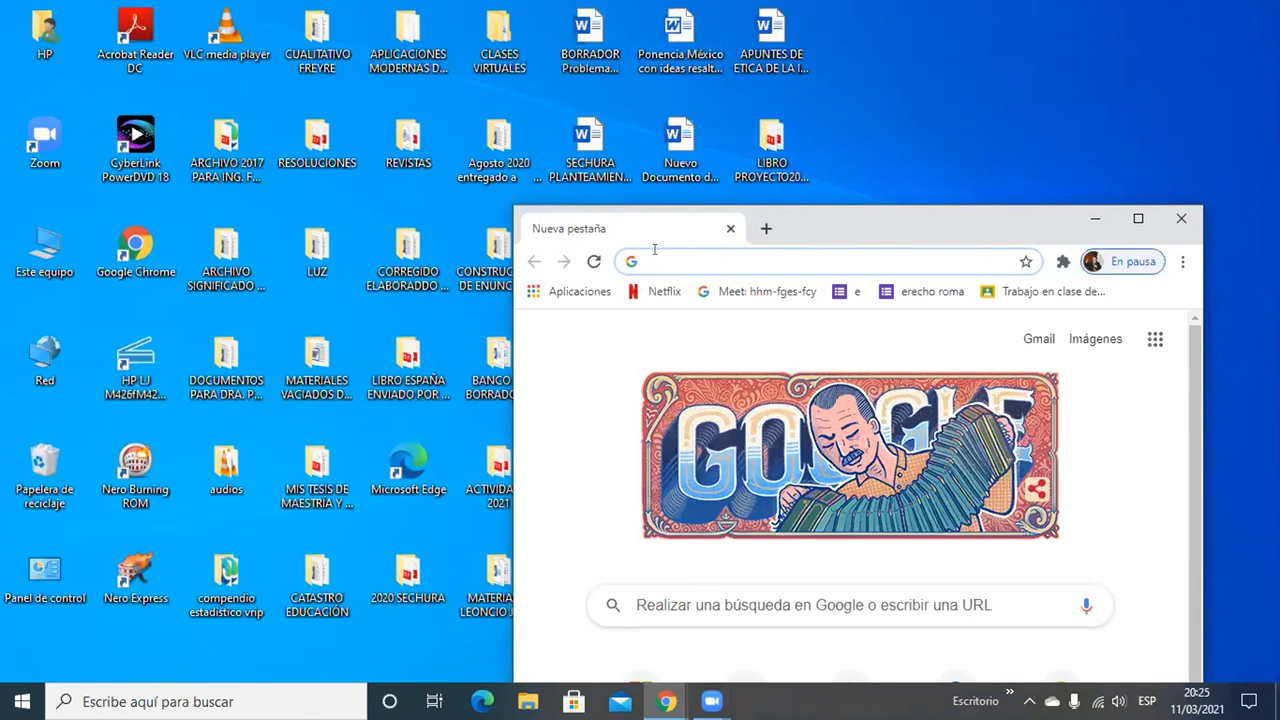 HP
Acrobat Reader
DC
VLC media player
CUALITATIVO
FREYRE
APLICACIONES
MODERNAS D...
CLASES
VIRTUALES
BORRADOR
Problema...
Ponencia México
con ideas resalt...
APUNTES DE
ETICA DE LA I...
Zoom
CyberLink
PowerDVD 18
ARCHIVO 2017
PARA ING. F...
RESOLUCIONES
REVISTAS
Agosto 2020
entregado a ...
SECHURA
PLANTEAMIEN...
Nuevo
Documento d...
LIBRO
PROYECTO20...
Este equipo
Google Chrome
ARCHIVO
SIGNIFICADO ...
LUZ
CORREGIDO
ELABORADDO ...
CONSTRUC
DE ENUNC
Red
HP LJ
M426fM42...
DOCUMENTOS
PARA DRA. P...
MATERIALES
VACIADOS D...
LIBRO ESPAÑA
ENVIADO POR ...
BANCO
BORRADO
Papelera de
reciclaje
Nero Burning
ROM
audios
MIS TESIS DE
MAESTRÍA Y ...
Microsoft Edge
ACTIVIDA
2021
Panel de control
Nero Express
compendio
estadístico vrip
CATASTRO
EDUCACIÓN
2020 SECHURA
MATERIA
LEONCIO J
Nueva pestaña
En pausa
Aplicaciones
Netflix
Meet: hhm-fges-fcy
e
erecho roma
Trabajo en clase de...
Gmail
Imágenes
GOOGLE
Realizar una búsqueda en Google o escribir una URL
Escribe aquí para buscar
Escritorio
ESP
20:25
11/03/2021